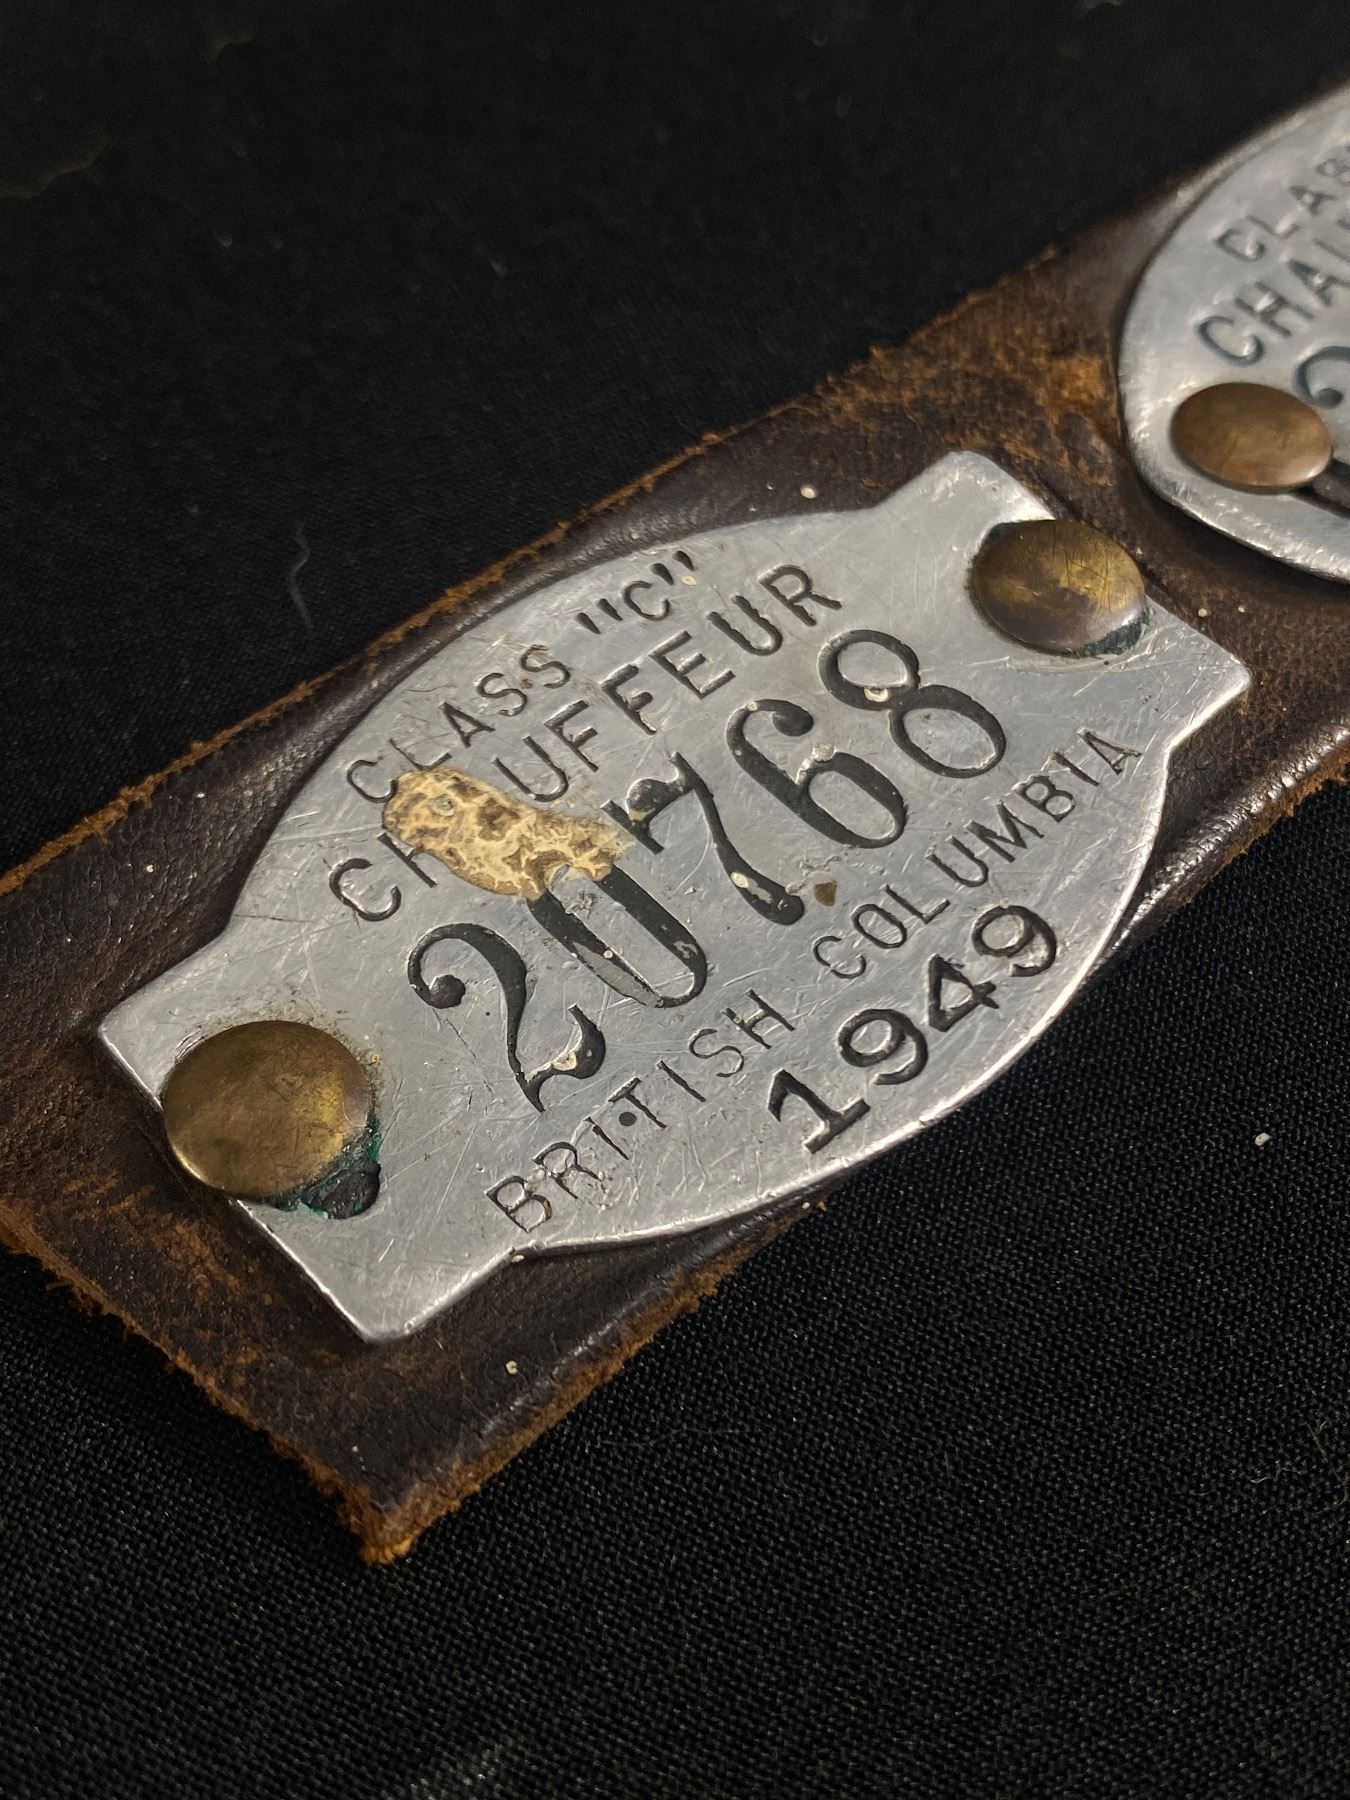 CLASS "C"
CHAUFFEUR
20768
BRITISH COLUMBIA
1949